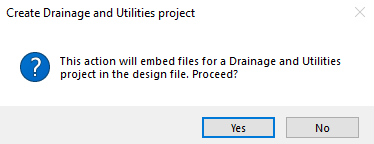 Create Drainage and Utilities project
This action will embed files for a Drainage and Utilities
project in the design file. Proceed?
Yes
No